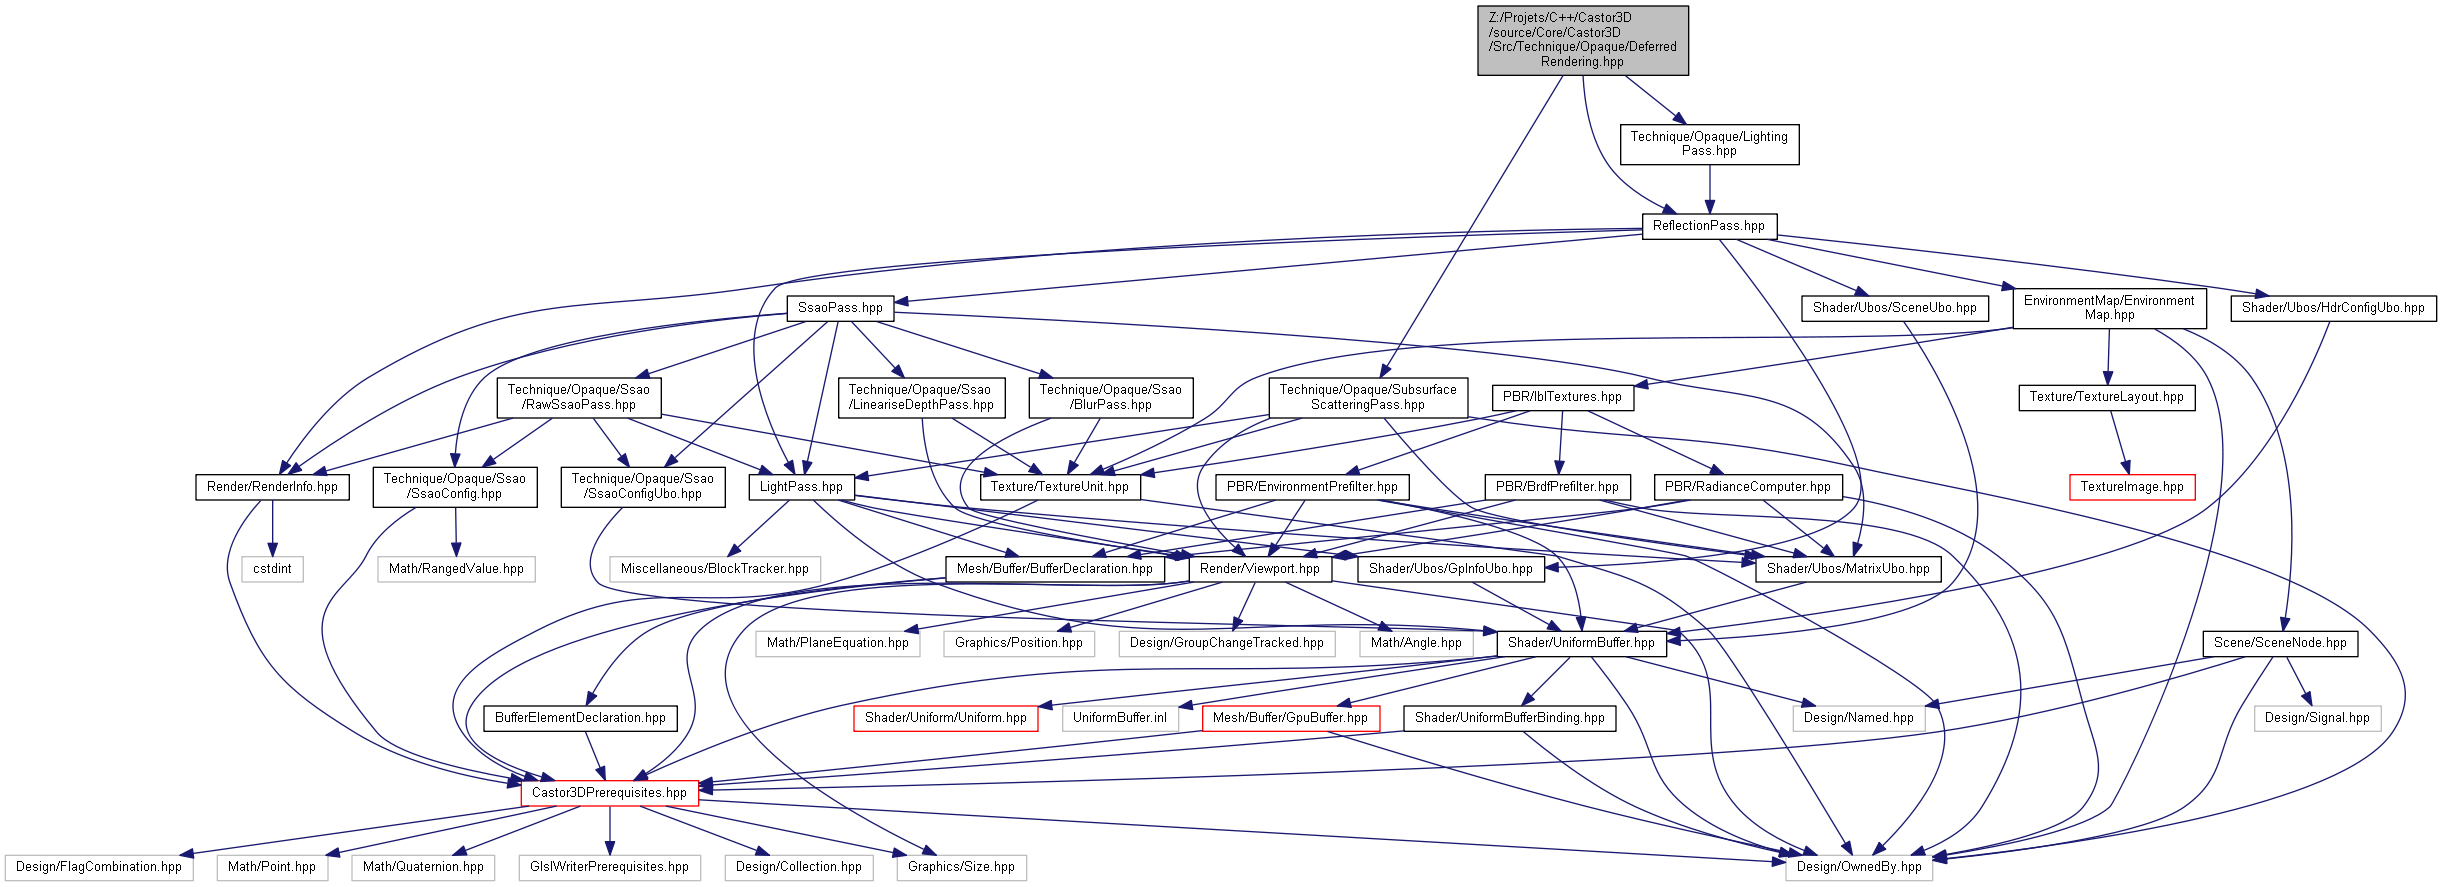 Z:/Projets/C++/Castor3D
/source/Core/Castor3D
/Src/Technique/Opaque/Deferred
Rendering.hpp
Technique/Opaque/Lighting
Pass.hpp
ReflectionPass.hpp
SsaoPass.hpp
Shader/Ubos/SceneUbo.hpp
EnvironmentMap/Environment
Map.hpp
Shader/Ubos/HdrConfigUbo.hpp
Technique/Opaque/Ssao
/RawSsaoPass.hpp
Technique/Opaque/Ssao
/LineariseDepthPass.hpp
Technique/Opaque/Ssao
/BlurPass.hpp
Technique/Opaque/Subsurface
ScatteringPass.hpp
PBR/IblTextures.hpp
Texture/TextureLayout.hpp
Render/RenderInfo.hpp
Technique/Opaque/Ssao
/SsaoConfig.hpp
Technique/Opaque/Ssao
/SsaoConfigUbo.hpp
LightPass.hpp
Texture/TextureUnit.hpp
PBR/EnvironmentPrefilter.hpp
PBR/BrdfPrefilter.hpp
PBR/RadianceComputer.hpp
TextureImage.hpp
cstdint
Math/RangedValue.hpp
Miscellaneous/BlockTracker.hpp
Mesh/Buffer/BufferDeclaration.hpp
Render/Viewport.hpp
Shader/Ubos/GpInfoUbo.hpp
Shader/Ubos/MatrixUbo.hpp
Math/PlaneEquation.hpp
Graphics/Position.hpp
Design/GroupChangeTracked.hpp
Math/Angle.hpp
Shader/UniformBuffer.hpp
Scene/SceneNode.hpp
BufferElementDeclaration.hpp
Shader/Uniform/Uniform.hpp
UniformBuffer.inl
Mesh/Buffer/GpuBuffer.hpp
Shader/UniformBufferBinding.hpp
Design/Named.hpp
Design/Signal.hpp
Castor3DPrerequisites.hpp
Design/FlagCombination.hpp
Math/Point.hpp
Math/Quaternion.hpp
GlslWriterPrerequisites.hpp
Design/Collection.hpp
Graphics/Size.hpp
Design/OwnedBy.hpp